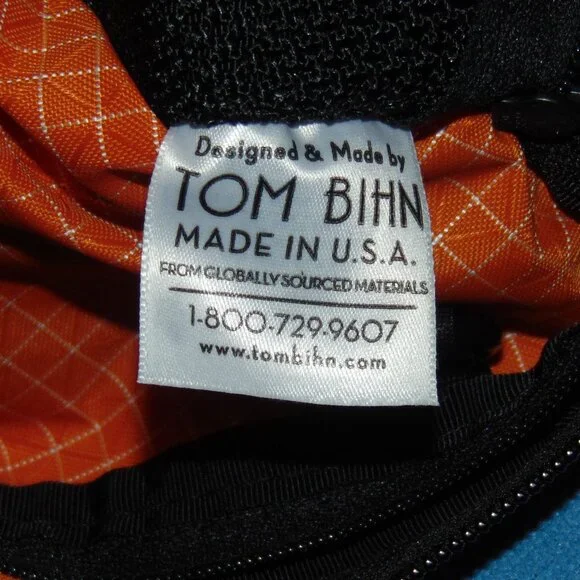 Designed & Made by
TOM BIHN
MADE IN U.S.A.
FROM GLOBALLY SOURCED MATERIALS
1-800-729-9607
www.tombihn.com